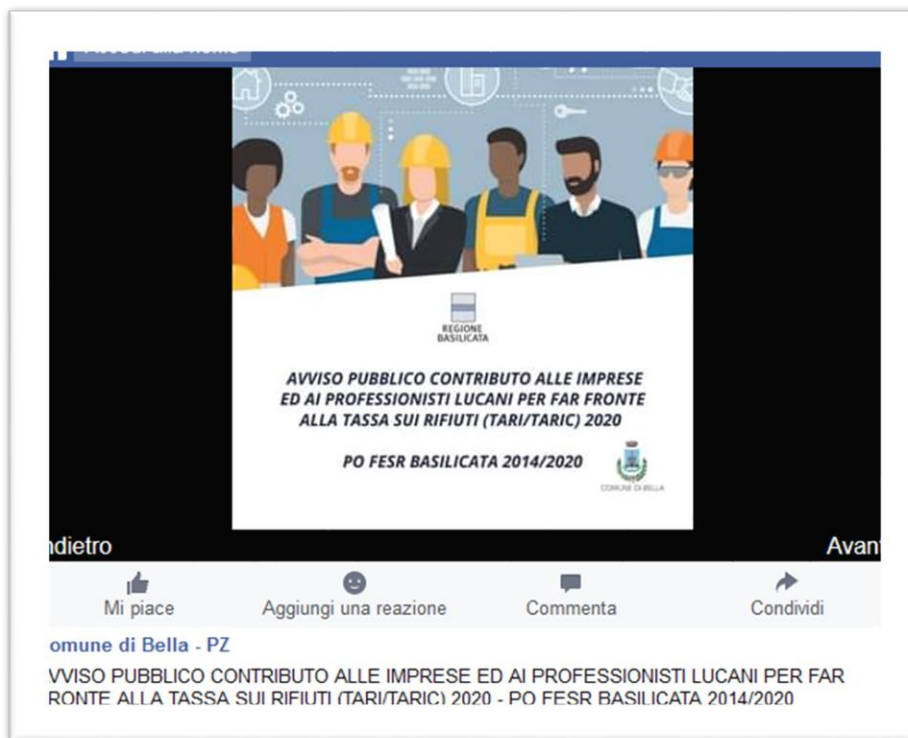 REGIONE
BASILICATA
AVVISO PUBBLICO CONTRIBUTO ALLE IMPRESE
ED AI PROFESSIONISTI LUCANI PER FAR FRONTE
ALLA TASSA SUI RIFIUTI (TARI/TARIC) 2020
PO FESR BASILICATA 2014/2020
COMUNE DI BELLA
ndietro Avan
Mi piace Aggiungi una reazione Commenta Condividi
omune di Bella - PZ
VVISO PUBBLICO CONTRIBUTO ALLE IMPRESE ED AI PROFESSIONISTI LUCANI PER FAR
FRONTE ALLA TASSA SUI RIFIUTI (TARI/TARIC) 2020 - PO FESR BASILICATA 2014/2020